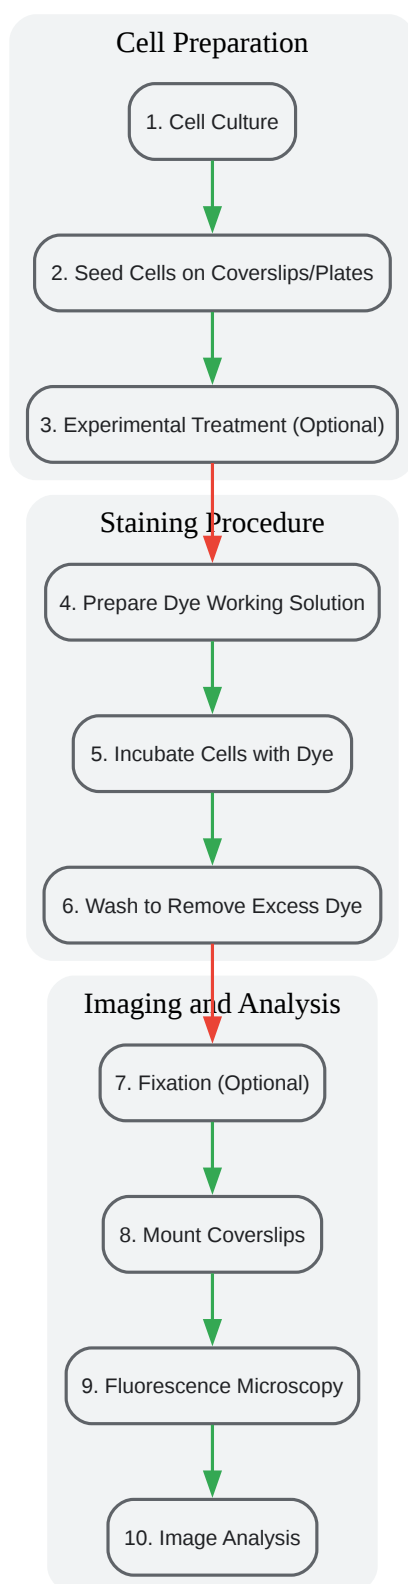 Cell Preparation
1. Cell Culture
2. Seed Cells on Coverslips/Plates
3. Experimental Treatment (Optional)
Staining Procedure
4. Prepare Dye Working Solution
5. Incubate Cells with Dye
6. Wash to Remove Excess Dye
Imaging and Analysis
7. Fixation (Optional)
8. Mount Coverslips
9. Fluorescence Microscopy
10. Image Analysis